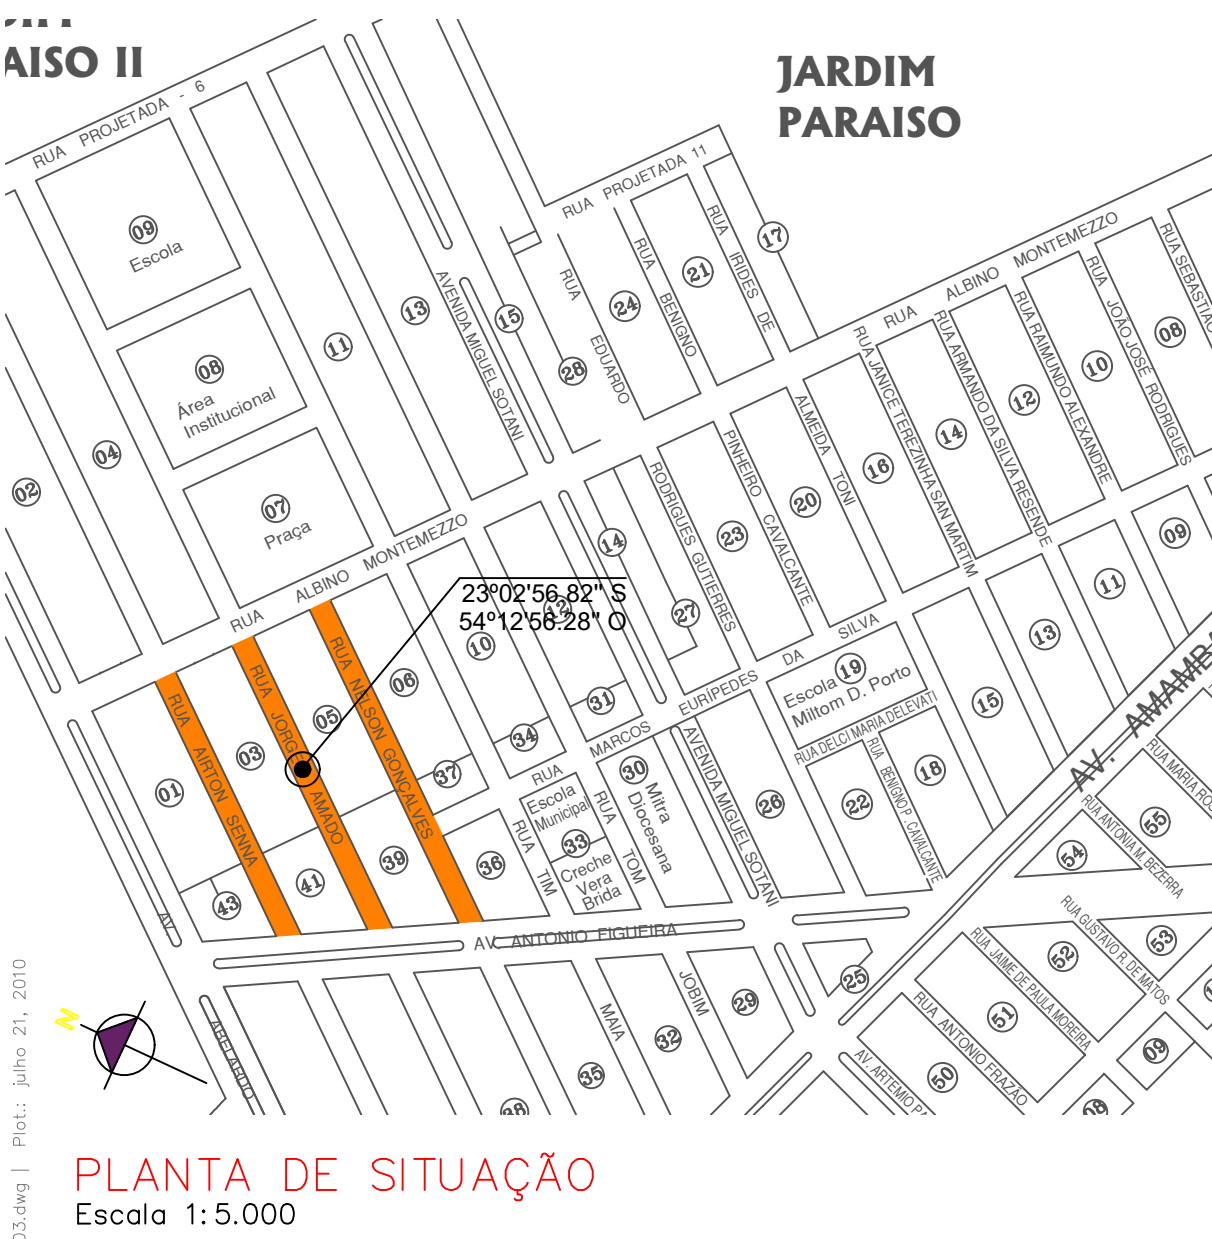 AISO II
JARDIM
PARAISO
RUA PROJETADA - 6
RUA PROJETADA 11
09
Escola
08
Área
Institucional
07
Praça
02
04
11
13
15
28
24
21
17
AVENIDA MIGUEL SOTANI
RUA EDUARDO
RUA BENIGNO
RUA IRIDES DE
RUA ALBINO MONTEMEZZO
RUA JANICE TEREZINHA SAN MARTIM
RUA ARMANDO DA SILVA RESENDE
RUA RAIMUNDO ALEXANDRE
RUA JOÃO JOSÉ RODRIGUES
RUA SEBASTIÃO
08
10
12
14
16
20
23
ALMEIDA TONI
PINHEIRO CAVALCANTE
RODRIGUES GUTIERRES
14
27
09
11
13
15
RUA ALBINO MONTEMEZZO
23º02'56.82" S
54º12'56.28" O
12
10
06
05
03
01
31
34
37
RUA AIRTON SENNA
RUA JORGE AMADO
RUA NELSON GONÇALVES
RUA MARCOS EURÍPEDES DA SILVA
19
Escola
Miltom D. Porto
RUA DELCI MARIA DELEVATI
RUA BENIGNO P. CAVALCANTE
18
22
26
AVENIDA MIGUEL SOTANI
30
Mitra
Diocesana
Escola
Municipal
33
Creche
Vera
Brida
RUA TIM
RUA TOM
36
39
41
43
AV.
ABELARDO
AV. ANTONIO FIGUEIRA
MAIA
JOBIM
38
35
32
29
25
AV. AMAMBA
RUA MARIA ROS
RUA ANTONIA M. BEZERRA
RUA GUSTAVO R. DE MATOS
RUA JAIME DE PAULA MOREIRA
RUA ANTONIO FRAZÃO
AV. ARTEMIO PA
55
54
53
52
51
50
09
08
N
03.dwg | Plot.: julho 21, 2010
PLANTA DE SITUAÇÃO
Escala 1:5.000